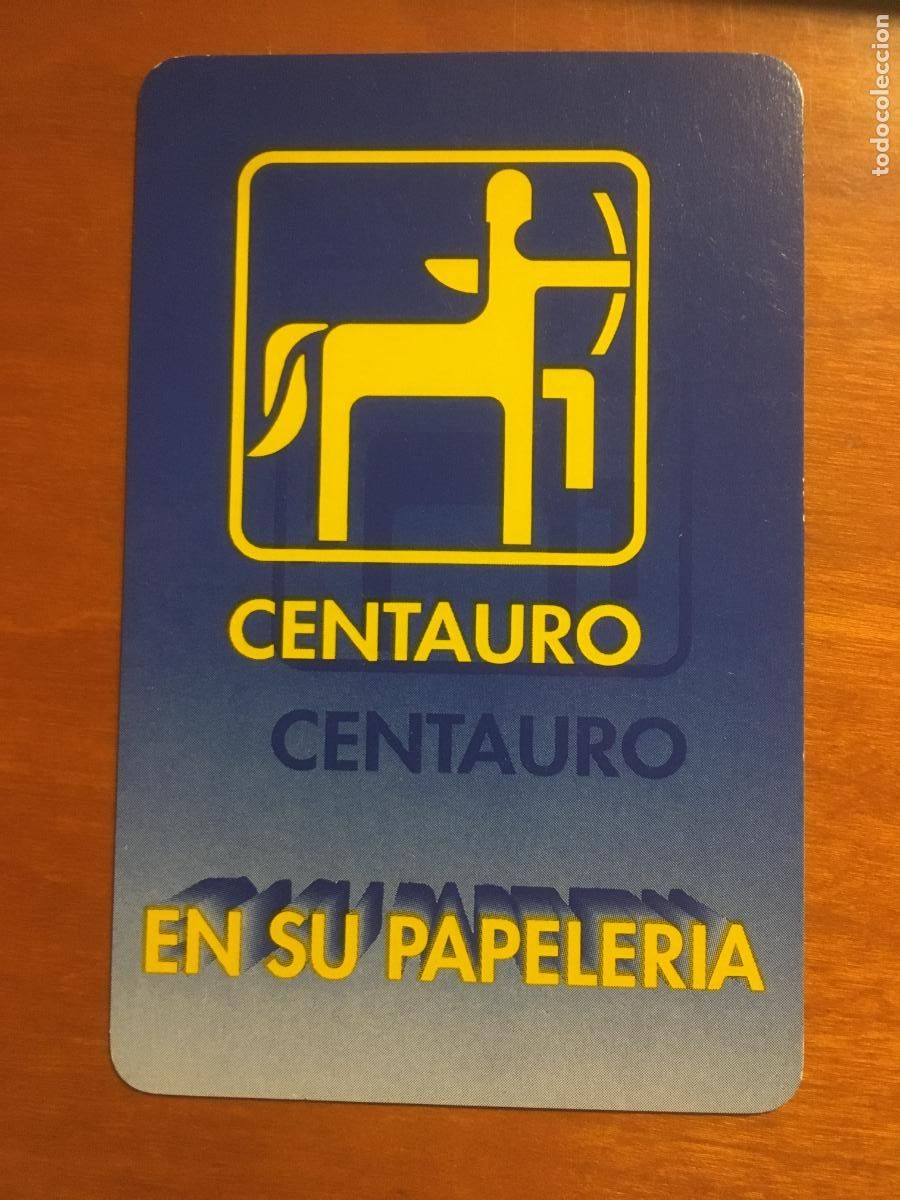 todocoleccion
CENTAURO
CENTAURO
EN SU PAPELERIA